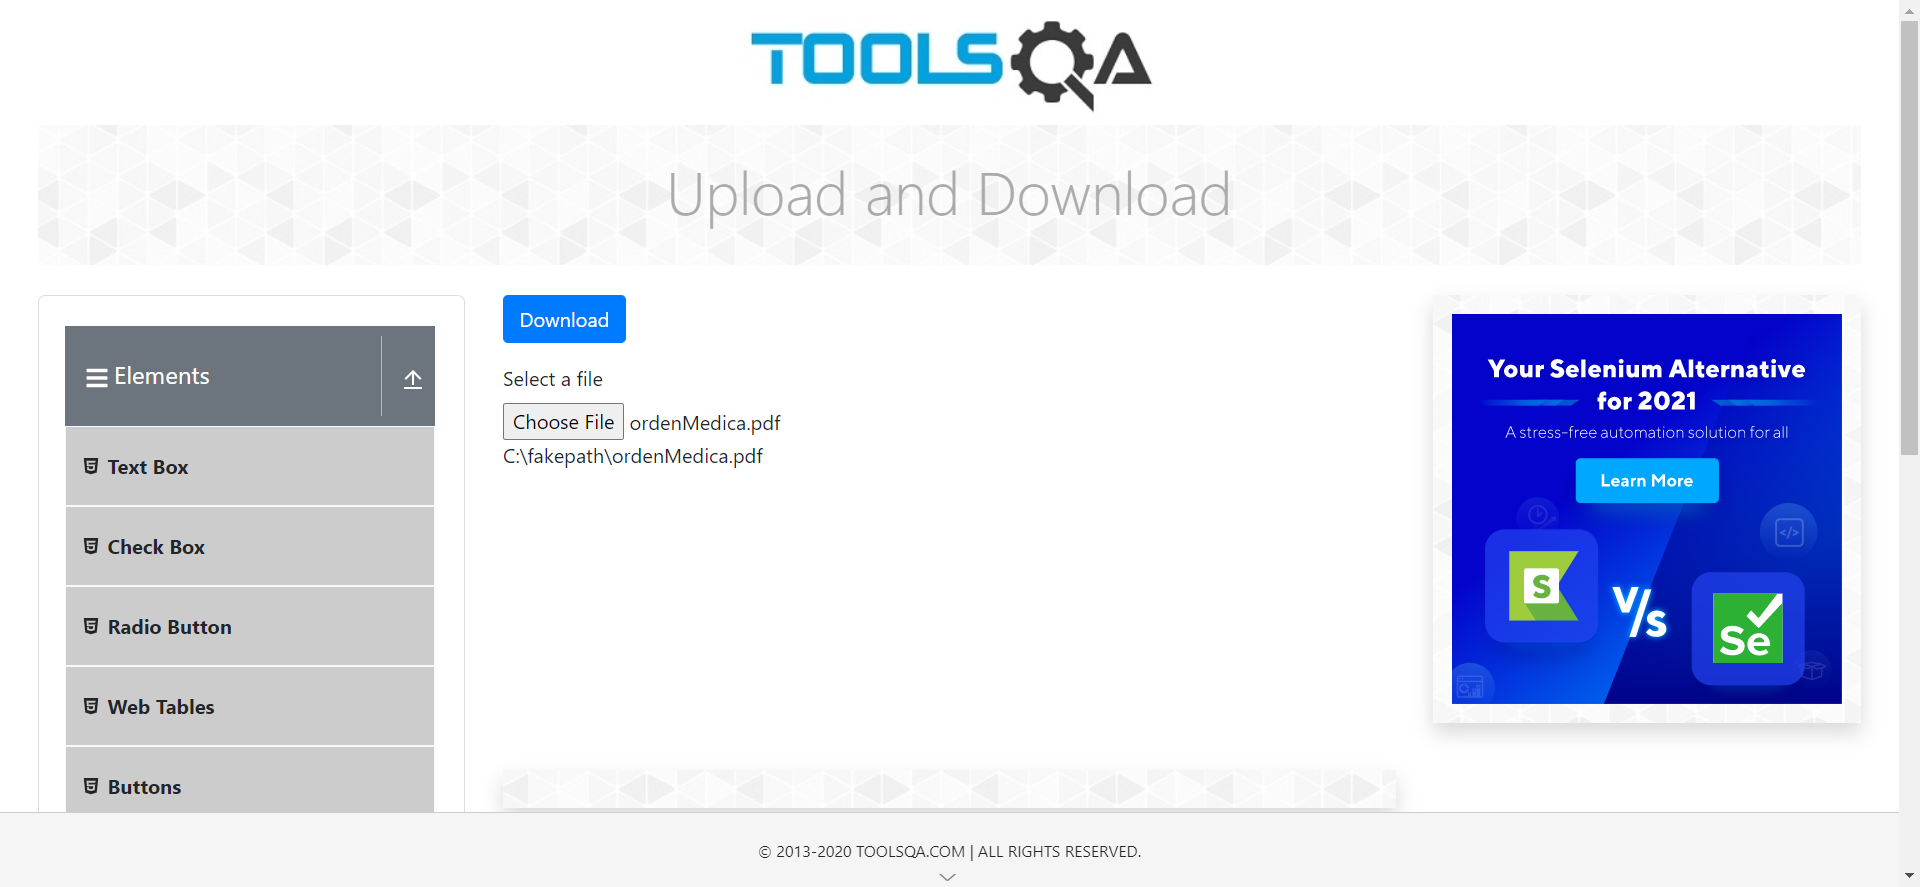 TOOLSQA
Upload and Download
Elements
Text Box
Check Box
Radio Button
Web Tables
Buttons
Download
Select a file
Choose File ordenMedica.pdf
C:\fakepath\ordenMedica.pdf
Your Selenium Alternative
for 2021
A stress-free automation solution for all
Learn More
S
V/s
Se
</>
© 2013-2020 TOOLSQA.COM | ALL RIGHTS RESERVED.